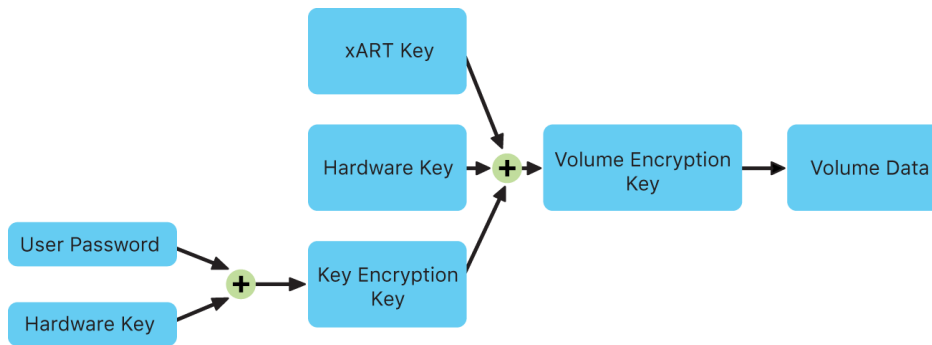 xART Key
Hardware Key
+
Volume Encryption
Key
Volume Data
User Password
+
Key Encryption
Key
Hardware Key